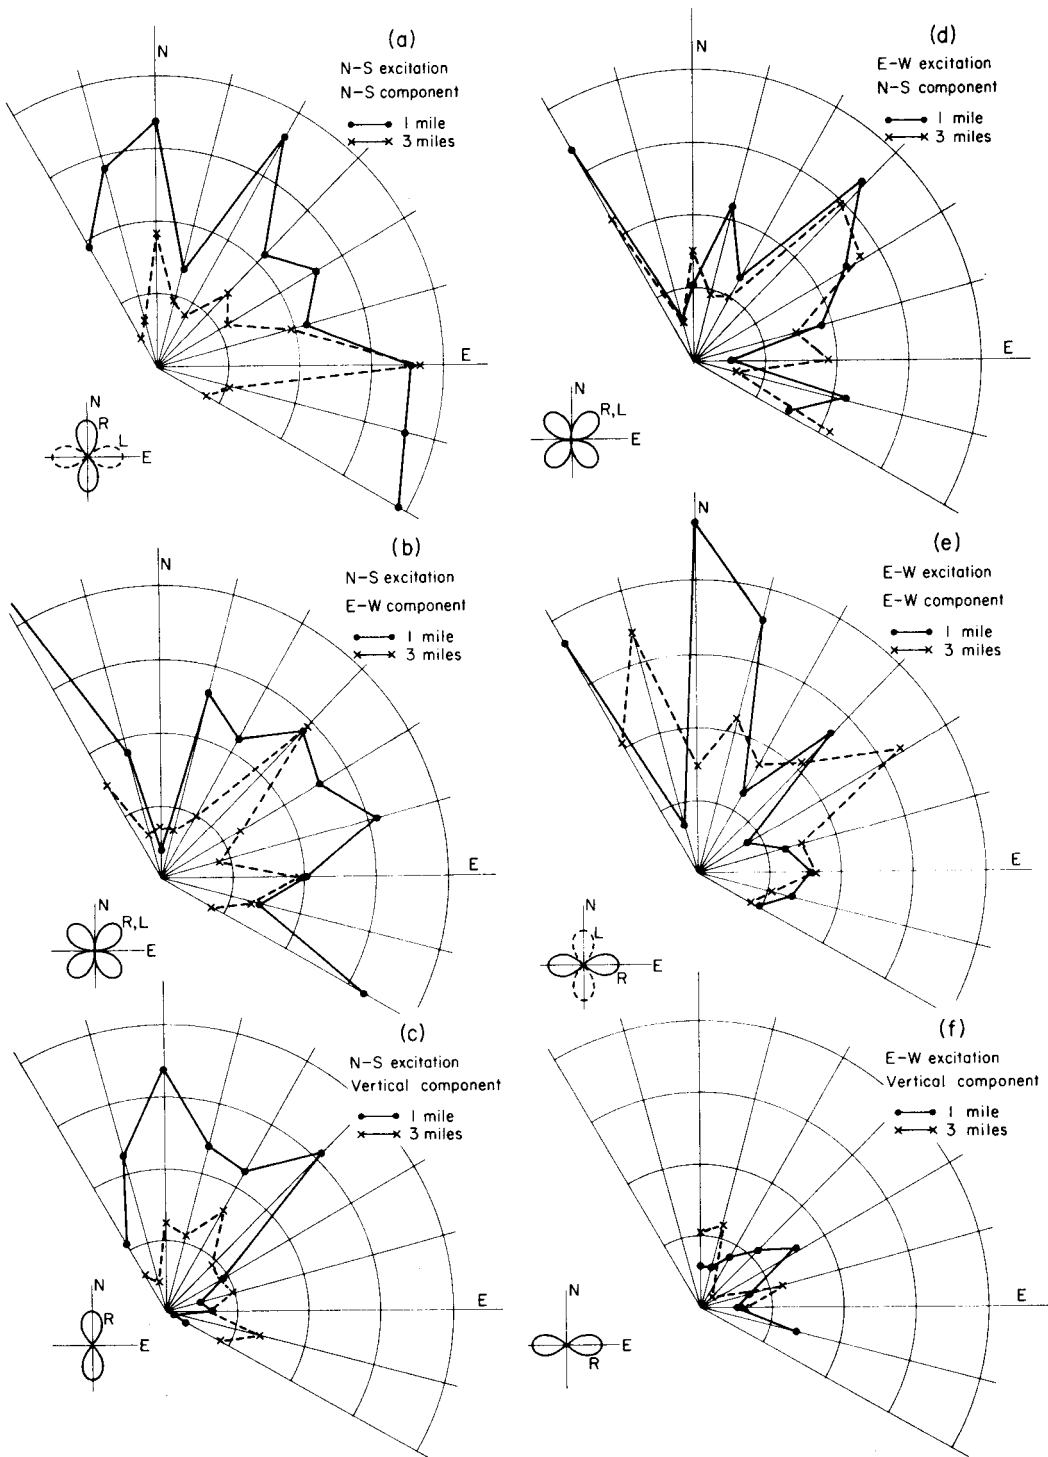 (a)
N
N-S excitation
N-S component
1 mile
3 miles
E
N
R
L
E
(d)
N
E-W excitation
N-S component
1 mile
3 miles
E
N
R, L
E
(b)
N
N-S excitation
E-W component
1 mile
3 miles
E
N
R, L
E
(e)
N
E-W excitation
E-W component
1 mile
3 miles
E
N
L
E
R
(c)
N-S excitation
Vertical component
1 mile
3 miles
E
N
R
E
(f)
E-W excitation
Vertical component
1 mile
3 miles
E
N
E
R